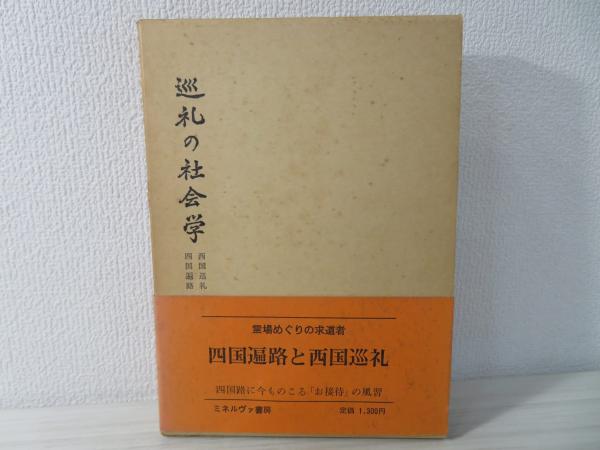 巡礼の社会学
西国巡礼
四国遍路
霊場めぐりの求道者
四国遍路と西国巡礼
四国路に今ものこる「お接待」の風習
ミネルヴァ書房
定価 1,300円